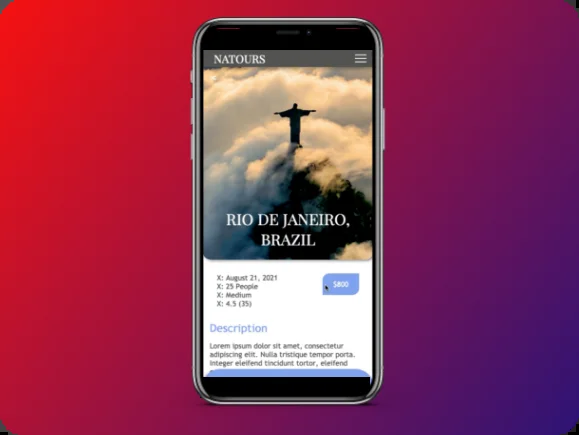 NATOURS
RIO DE JANEIRO,
BRAZIL
X: August 21, 2021
X: 25 People
X: Medium
X: 4.5 (35)
$800
Description
Lorem ipsum dolor sit amet, consectetur
adipiscing elit. Nulla tristique tempor porta.
Integer eleifend tincidunt tortor, eleifend